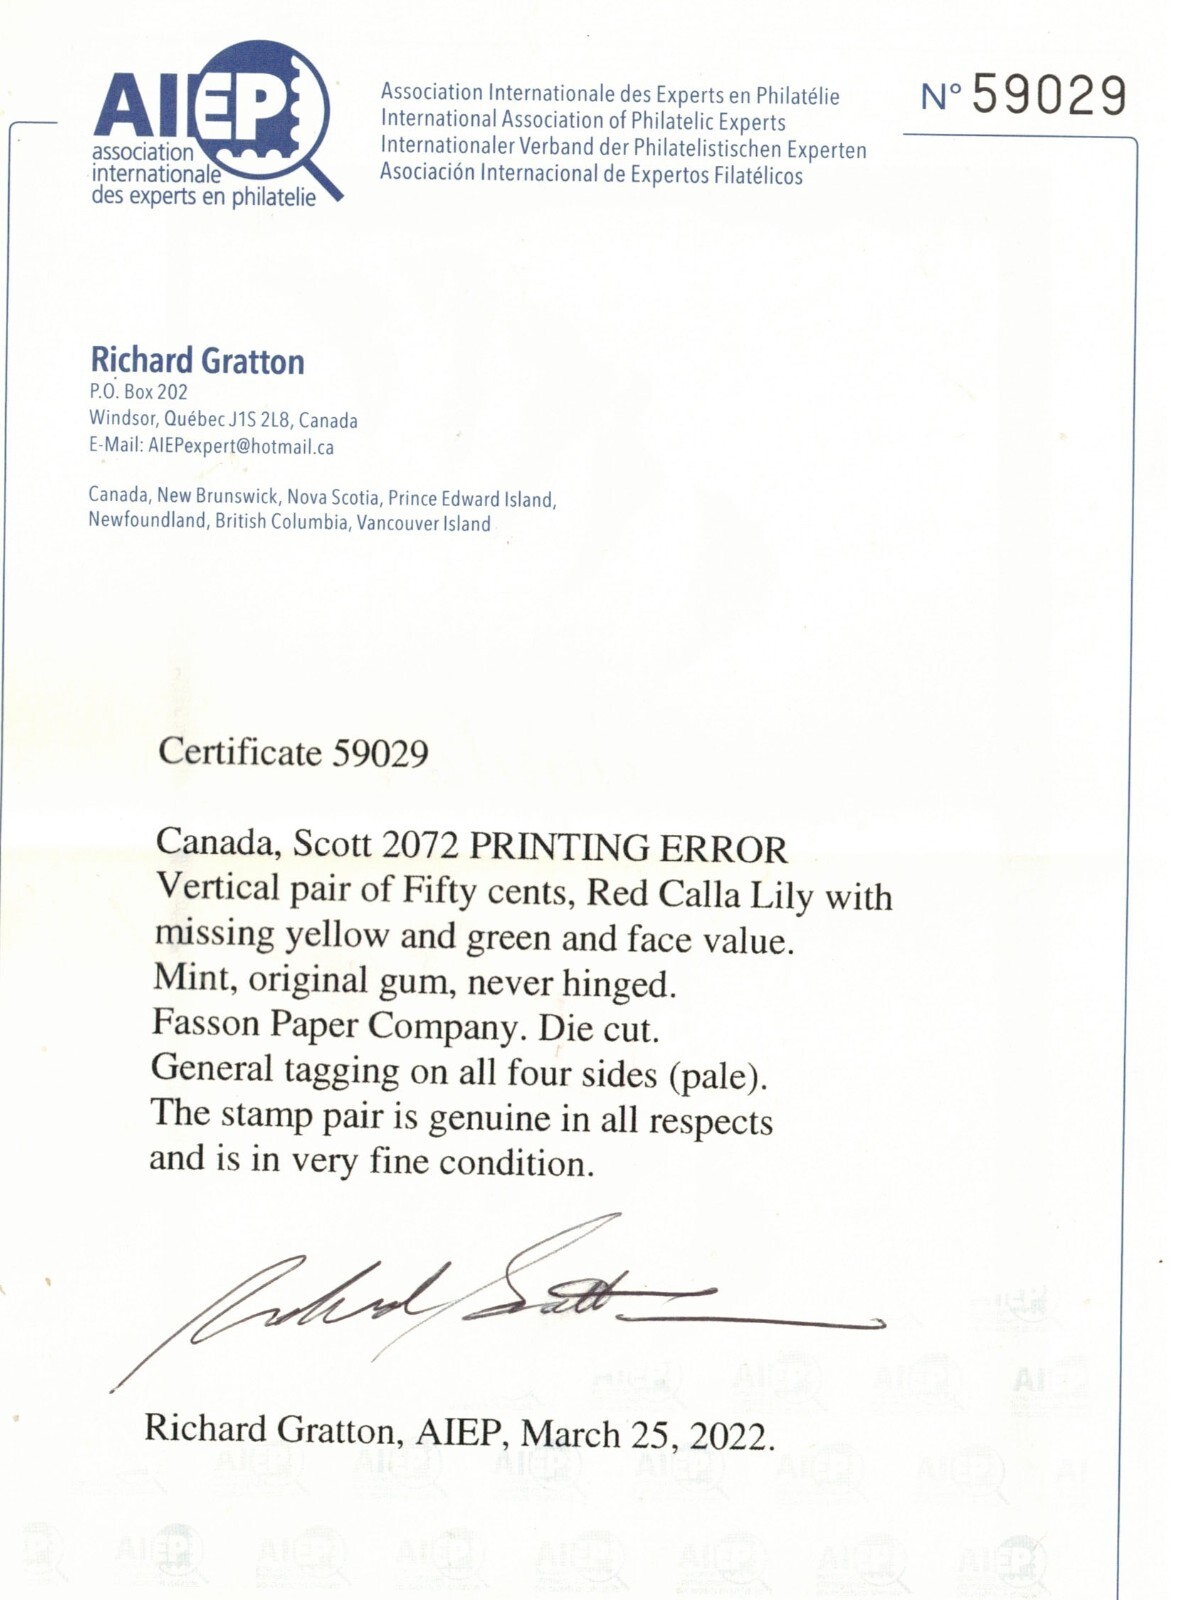 AIEP
association
internationale
des experts en philatelie
Association Internationale des Experts en Philatélie
International Association of Philatelic Experts
Internationaler Verband der Philatelistischen Experten
Asociación Internacional de Expertos Filatélicos
N° 59029
Richard Gratton
P.O. Box 202
Windsor, Québec J1S 2L8, Canada
E-Mail: AIEPexpert@hotmail.ca
Canada, New Brunswick, Nova Scotia, Prince Edward Island,
Newfoundland, British Columbia, Vancouver Island
Certificate 59029
Canada, Scott 2072 PRINTING ERROR
Vertical pair of Fifty cents, Red Calla Lily with
missing yellow and green and face value.
Mint, original gum, never hinged.
Fasson Paper Company. Die cut.
General tagging on all four sides (pale).
The stamp pair is genuine in all respects
and is in very fine condition.
Richard Gratton
Richard Gratton, AIEP, March 25, 2022.